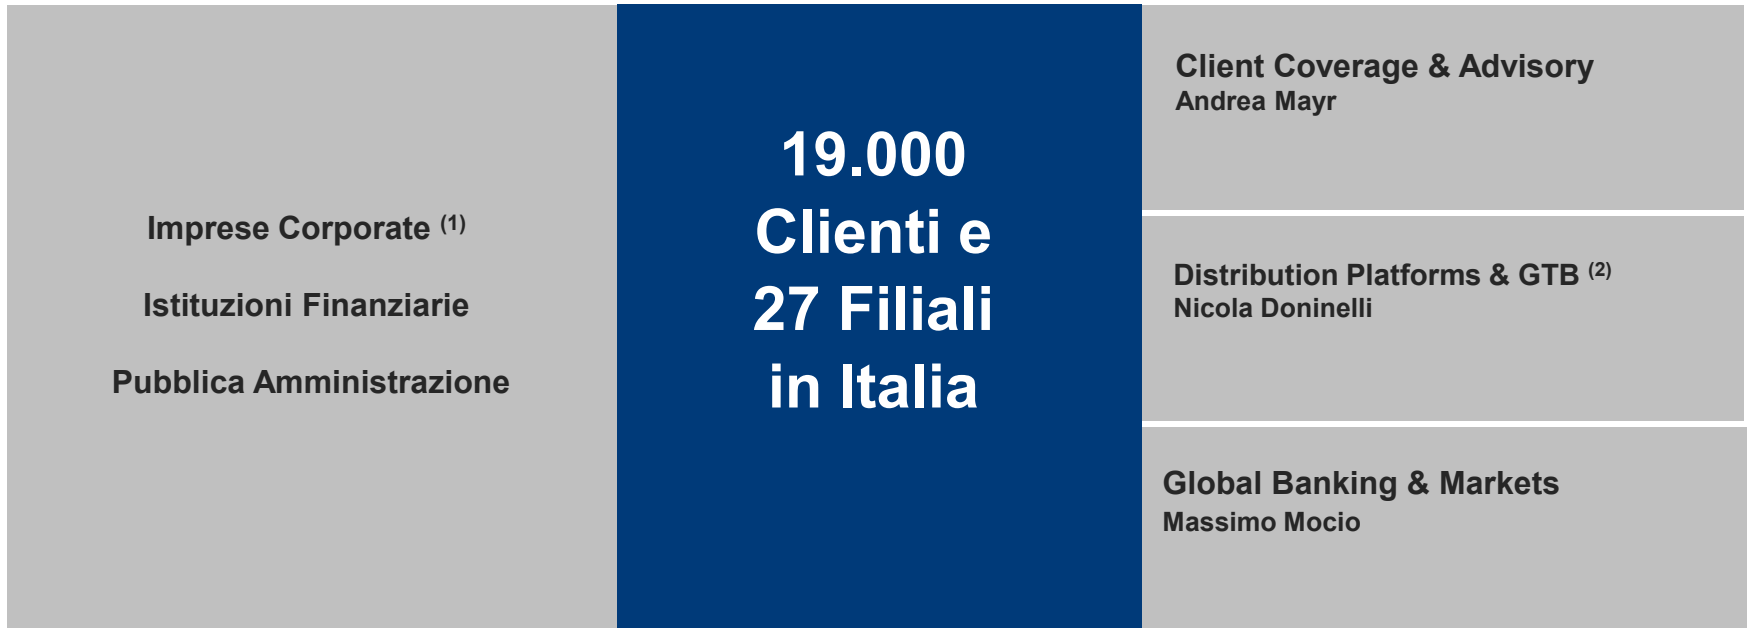 Imprese Corporate (1)
Istituzioni Finanziarie
Pubblica Amministrazione
19.000
Clienti e
27 Filiali
in Italia
Client Coverage & Advisory
Andrea Mayr
Distribution Platforms & GTB (2)
Nicola Doninelli
Global Banking & Markets
Massimo Mocio